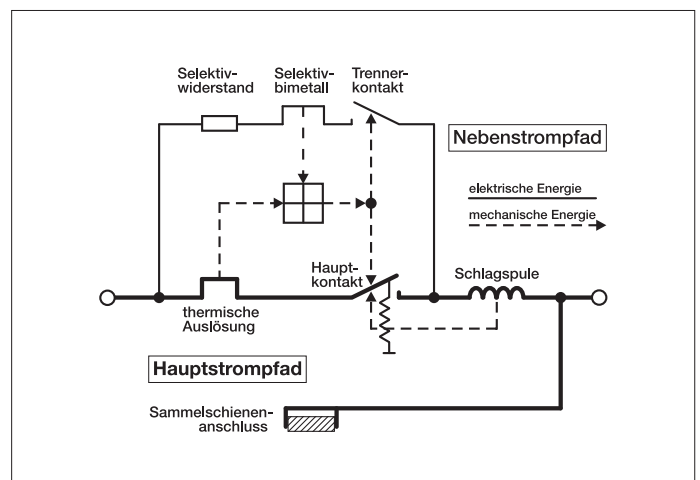 Selektiv-
widerstand
Selektiv-
bimetall
Trenner-
kontakt
Nebenstrompfad
elektrische Energie
mechanische Energie
Haupt-
kontakt
Schlagspule
thermische
Auslösung
Hauptstrompfad
Sammelschienen-
anschluss